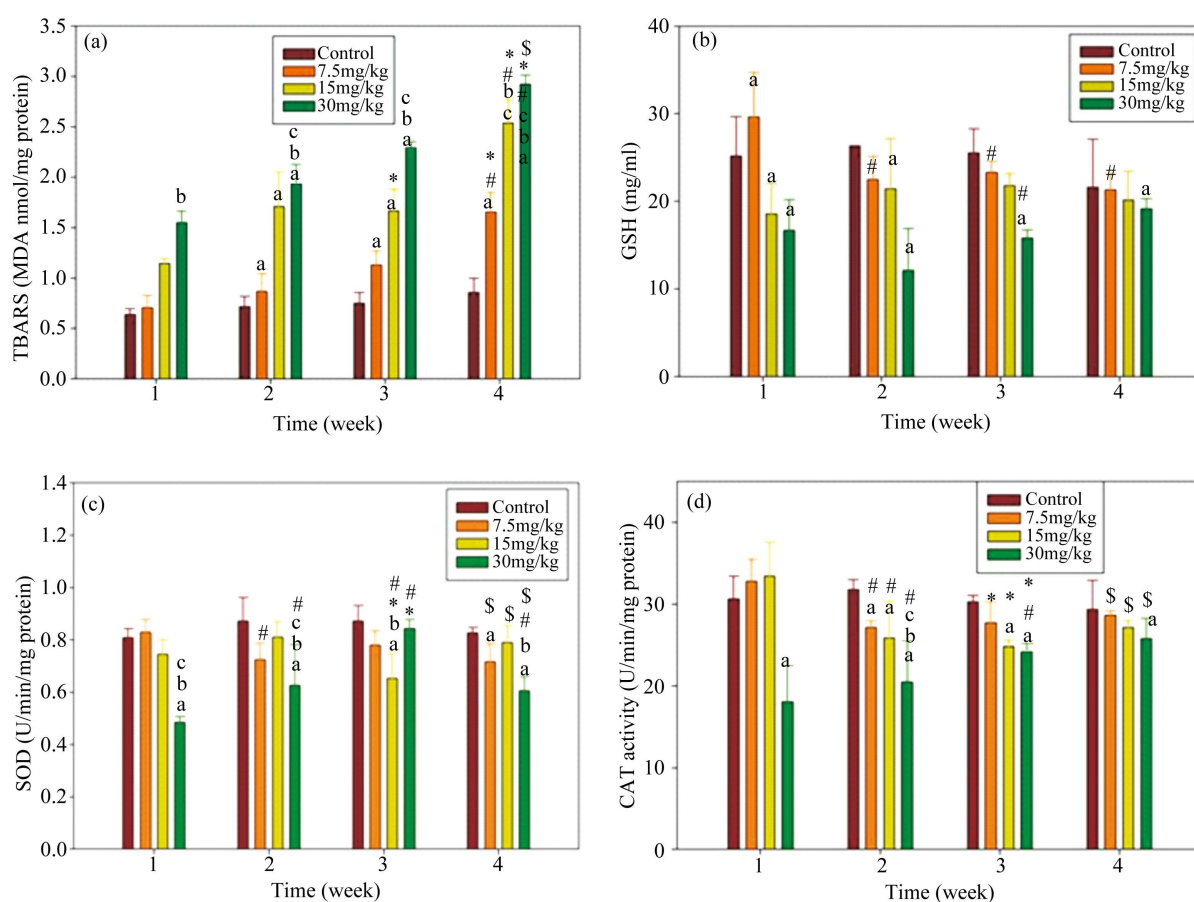 (a)
Control
7.5mg/kg
15mg/kg
30mg/kg
TBARS (MDA nmol/mg protein)
3.5
3.0
2.5
2.0
1.5
1.0
0.5
0.0
b
a
a
c
b
a
a
*
a
c
b
a
*
#
a
*
#
b
c
$
*
#
c
b
a
1 2 3 4
Time (week)
(b)
Control
7.5mg/kg
15mg/kg
30mg/kg
GSH (mg/ml)
40
30
20
10
0
a
a
a
#
a
a
#
#
a
#
a
1 2 3 4
Time (week)
(c)
Control
7.5mg/kg
15mg/kg
30mg/kg
SOD (U/min/mg protein)
1.4
1.2
1.0
0.8
0.6
0.4
0.2
0.0
c
b
a
#
#
c
b
a
#
*
b
a
#
*
$
a
$
$
#
b
a
1 2 3 4
Time (week)
(d)
Control
7.5mg/kg
15mg/kg
30mg/kg
CAT activity (U/min/mg protein)
40
30
20
10
0
a
#
a
#
a
#
c
b
a
*
*
a
*
#
a
$
$
$
a
1 2 3 4
Time (week)